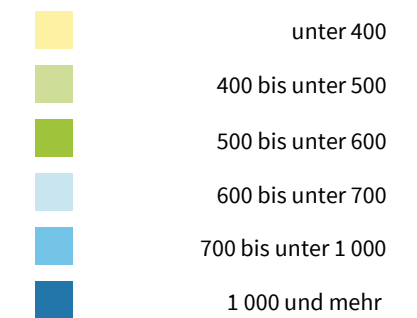 unter 400
400 bis unter 500
500 bis unter 600
600 bis unter 700
700 bis unter 1 000
1 000 und mehr